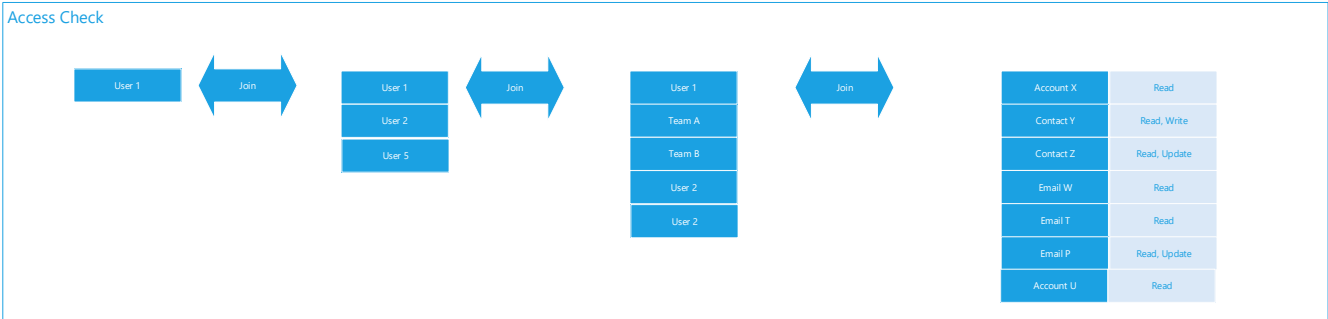 Access Check
User 1
Join
User 1
User 2
User 5
Join
User 1
Team A
Team B
User 2
User 2
Join
Account X Read
Contact Y Read, Write
Contact Z Read, Update
Email W Read
Email T Read
Email P Read, Update
Account U Read